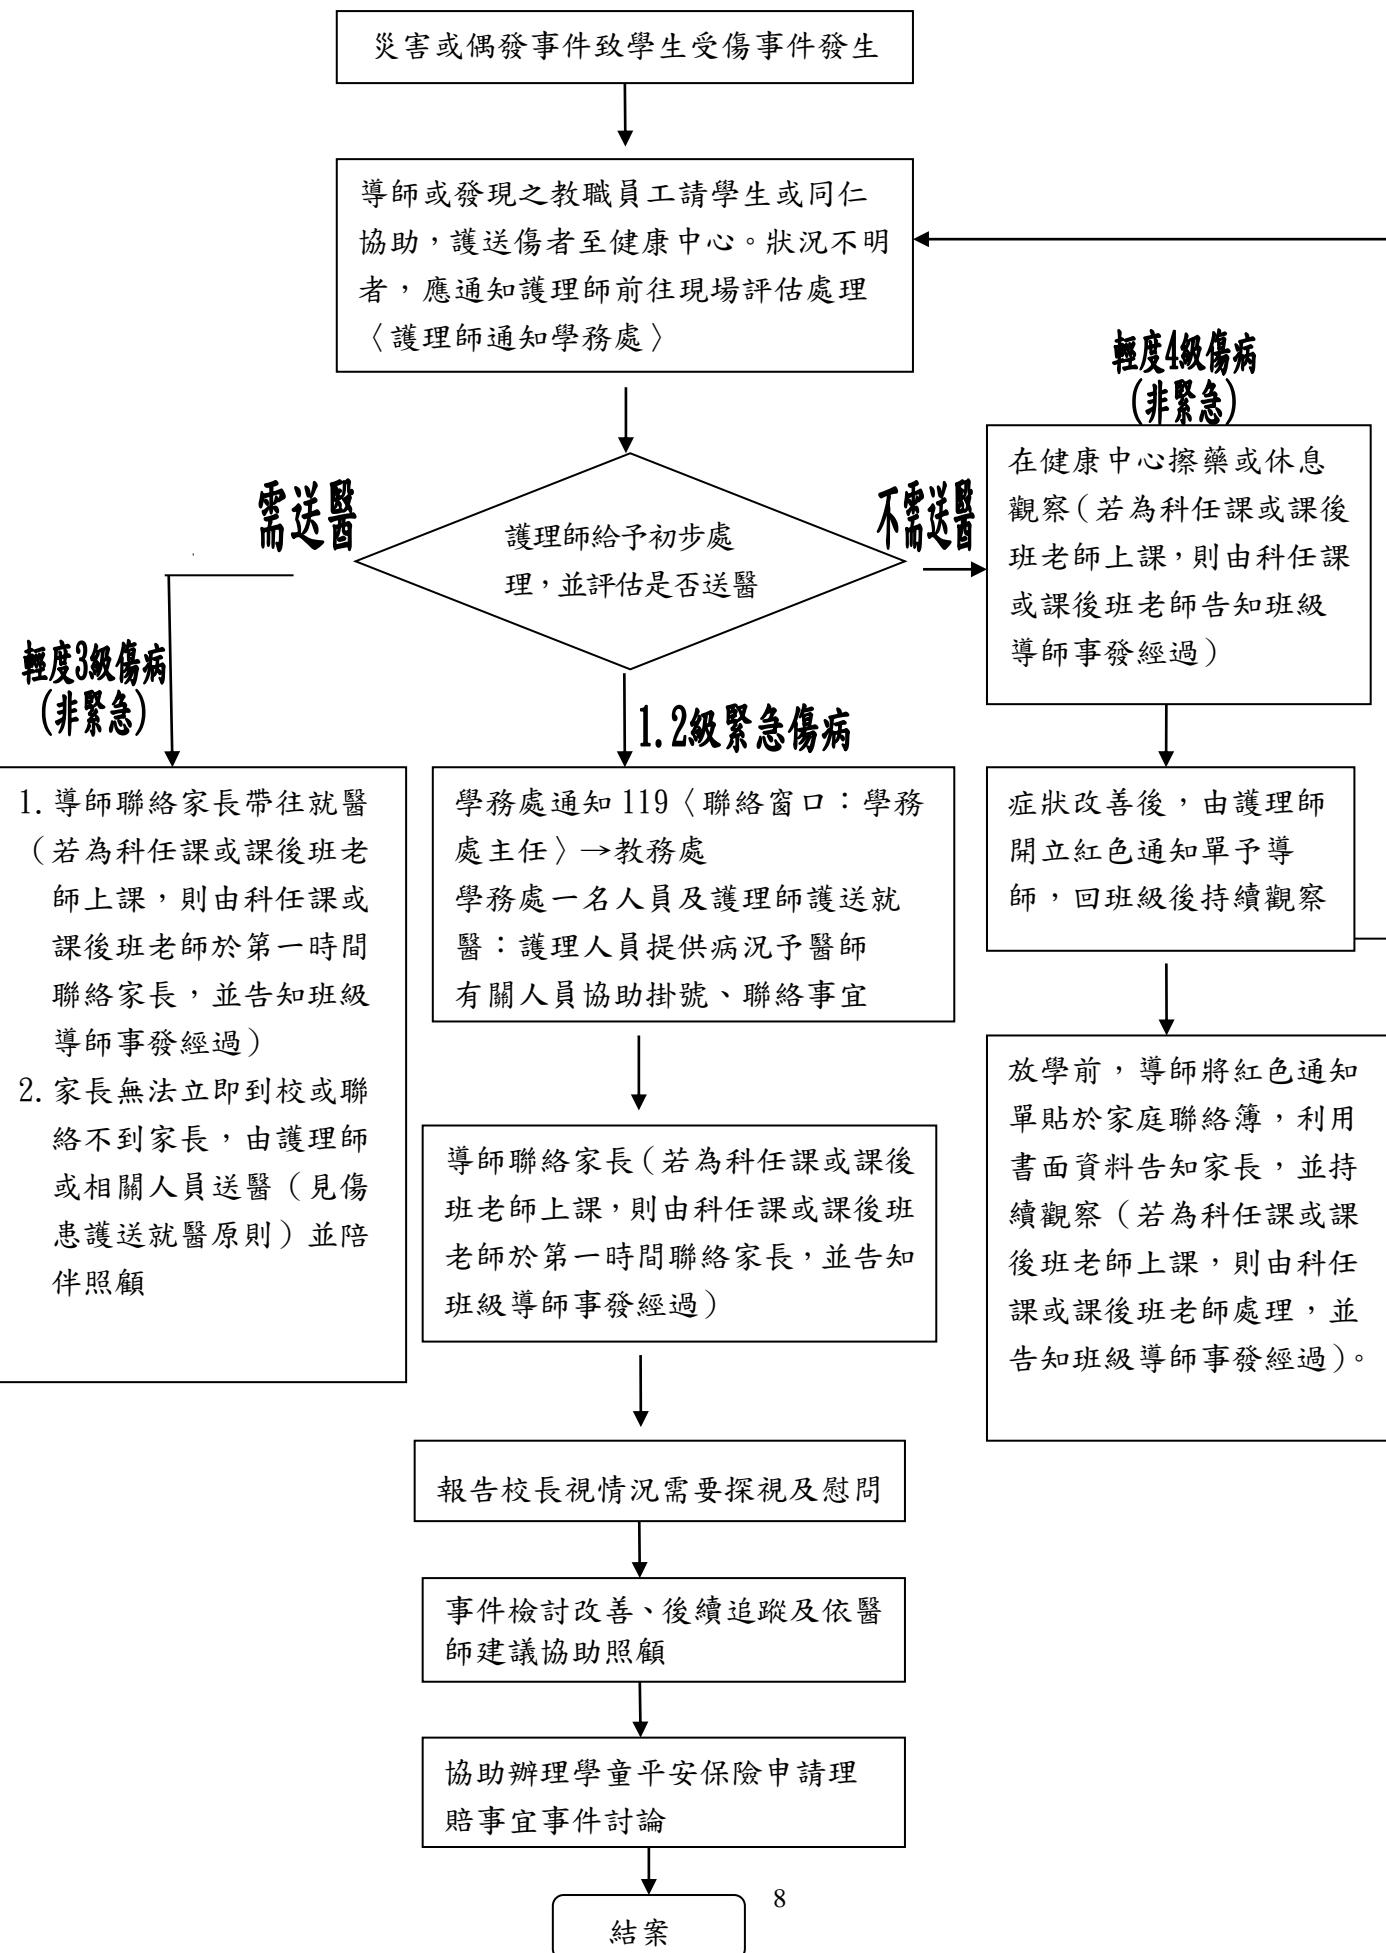 災害或偶發事件致學生受傷事件發生
導師或發現之教職員工請學生或同仁
協助，護送傷者至健康中心。狀況不明
者，應通知護理師前往現場評估處理
〈護理師通知學務處〉
輕度4級傷病
(非緊急)
在健康中心擦藥或休息
觀察(若為科任課或課後
班老師上課，則由科任課
或課後班老師告知班級
導師事發經過)
需送醫
不需送醫
護理師給予初步處
理，並評估是否送醫
輕度3級傷病
(非緊急)
1.2級緊急傷病
1.導師聯絡家長帶往就醫
(若為科任課或課後班老
師上課，則由科任課或
課後班老師於第一時間
聯絡家長，並告知班級
導師事發經過)
2.家長無法立即到校或聯
絡不到家長，由護理師
或相關人員送醫（見傷
患護送就醫原則）並陪
伴照顧
學務處通知119〈聯絡窗口：學務
處主任〉→教務處
學務處一名人員及護理師護送就
醫：護理人員提供病況予醫師
有關人員協助掛號、聯絡事宜
症狀改善後，由護理師
開立紅色通知單予導
師，回班級後持續觀察
導師聯絡家長(若為科任課或課後
班老師上課，則由科任課或課後班
老師於第一時間聯絡家長，並告知
班級導師事發經過)
放學前，導師將紅色通知
單貼於家庭聯絡簿，利用
書面資料告知家長，並持
續觀察（若為科任課或課
後班老師上課，則由科任
課或課後班老師處理，並
告知班級導師事發經過)。
報告校長視情況需要探視及慰問
事件檢討改善、後續追蹤及依醫
師建議協助照顧
協助辦理學童平安保險申請理
賠事宜事件討論
8
結案